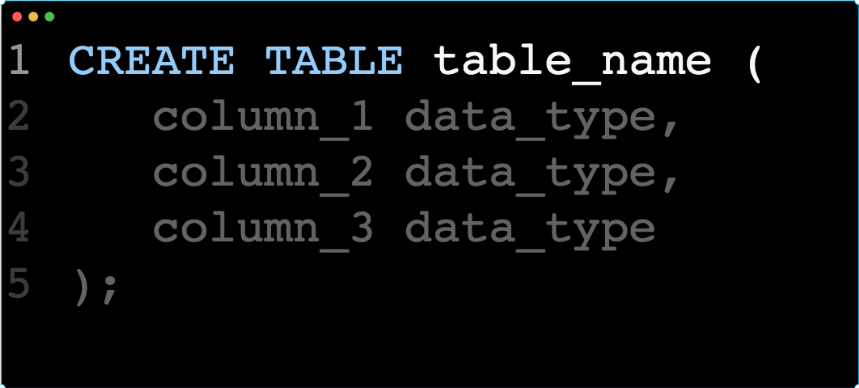 1 CREATE TABLE table_name (
2 column_1 data_type,
3 column_2 data_type,
4 column_3 data_type
5 );